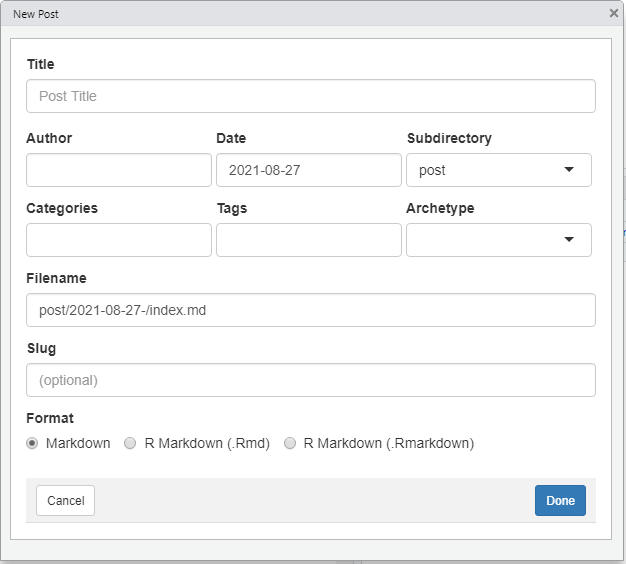 New Post
Title
Post Title
Author Date Subdirectory
2021-08-27 post
Categories Tags Archetype
Filename
post/2021-08-27-/index.md
Slug
(optional)
Format
Markdown R Markdown (.Rmd) R Markdown (.Rmarkdown)
Cancel Done